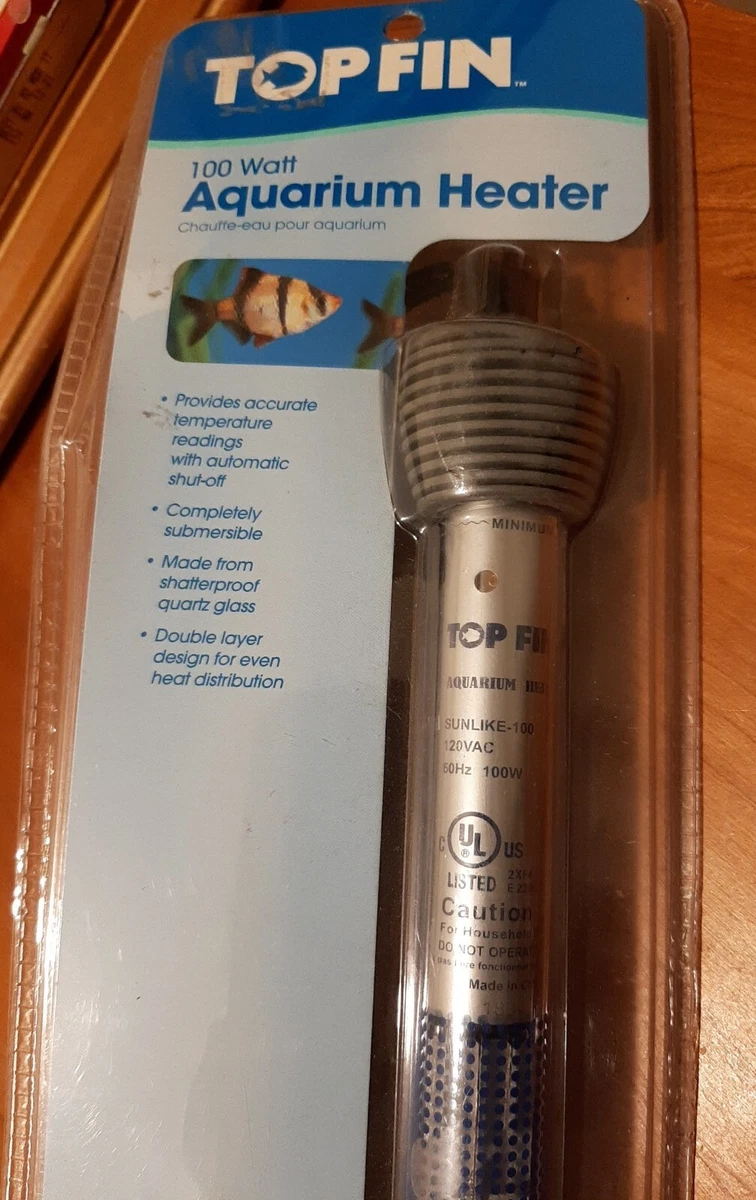 TOP FIN™
100 Watt
Aquarium Heater
Chauffe-eau pour aquarium
• Provides accurate
temperature
readings
with automatic
shut-off
• Completely
submersible
• Made from
shatterproof
quartz glass
• Double layer
design for even
heat distribution
MINIMUM
TOP FIN
AQUARIUM
SUNLIKE-100
120VAC
60Hz 100W
C UL® US
LISTED
Caution
For Household
DO NOT
Made in